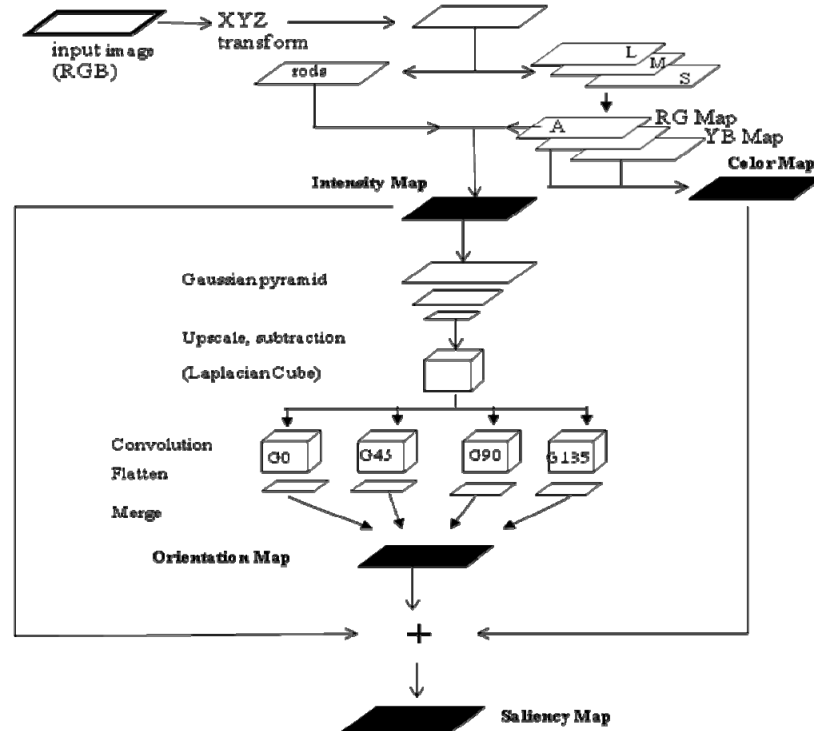 XYZ
transform
input image
(RGB)
rods
L
M
S
A
RG Map
YB Map
Color Map
Intensity Map
Gaussian pyramid
Upscale, subtraction
(Laplacian Cube)
Convolution
G0
G45
G90
G135
Flatten
Merge
Orientation Map
+
Saliency Map